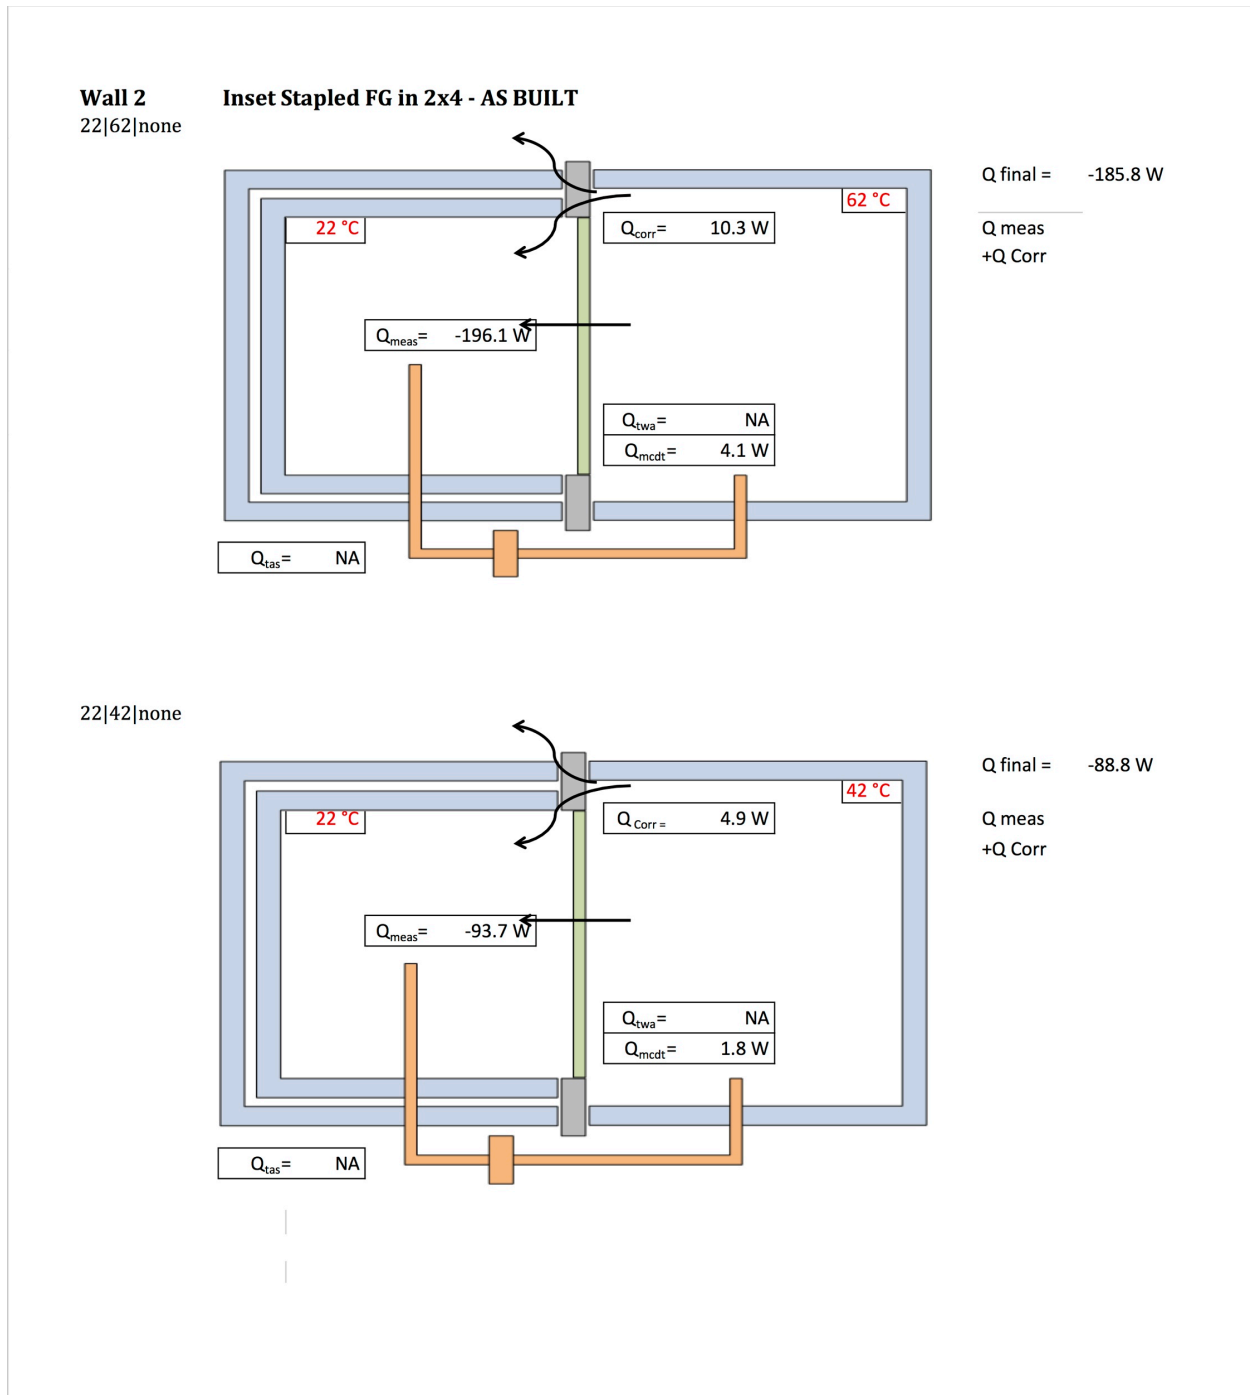 Wall 2 Inset Stapled FG in 2x4 - AS BUILT
22|62|none
Q final = -185.8 W
62 °C
22 °C
Qcorr= 10.3 W
Q meas
+Q Corr
Qmeas= -196.1 W
Qtwa= NA
Qmcdt= 4.1 W
Qtas= NA
22|42|none
Q final = -88.8 W
42 °C
22 °C
Q Corr = 4.9 W
Q meas
+Q Corr
Qmeas= -93.7 W
Qtwa= NA
Qmcdt= 1.8 W
Qtas= NA